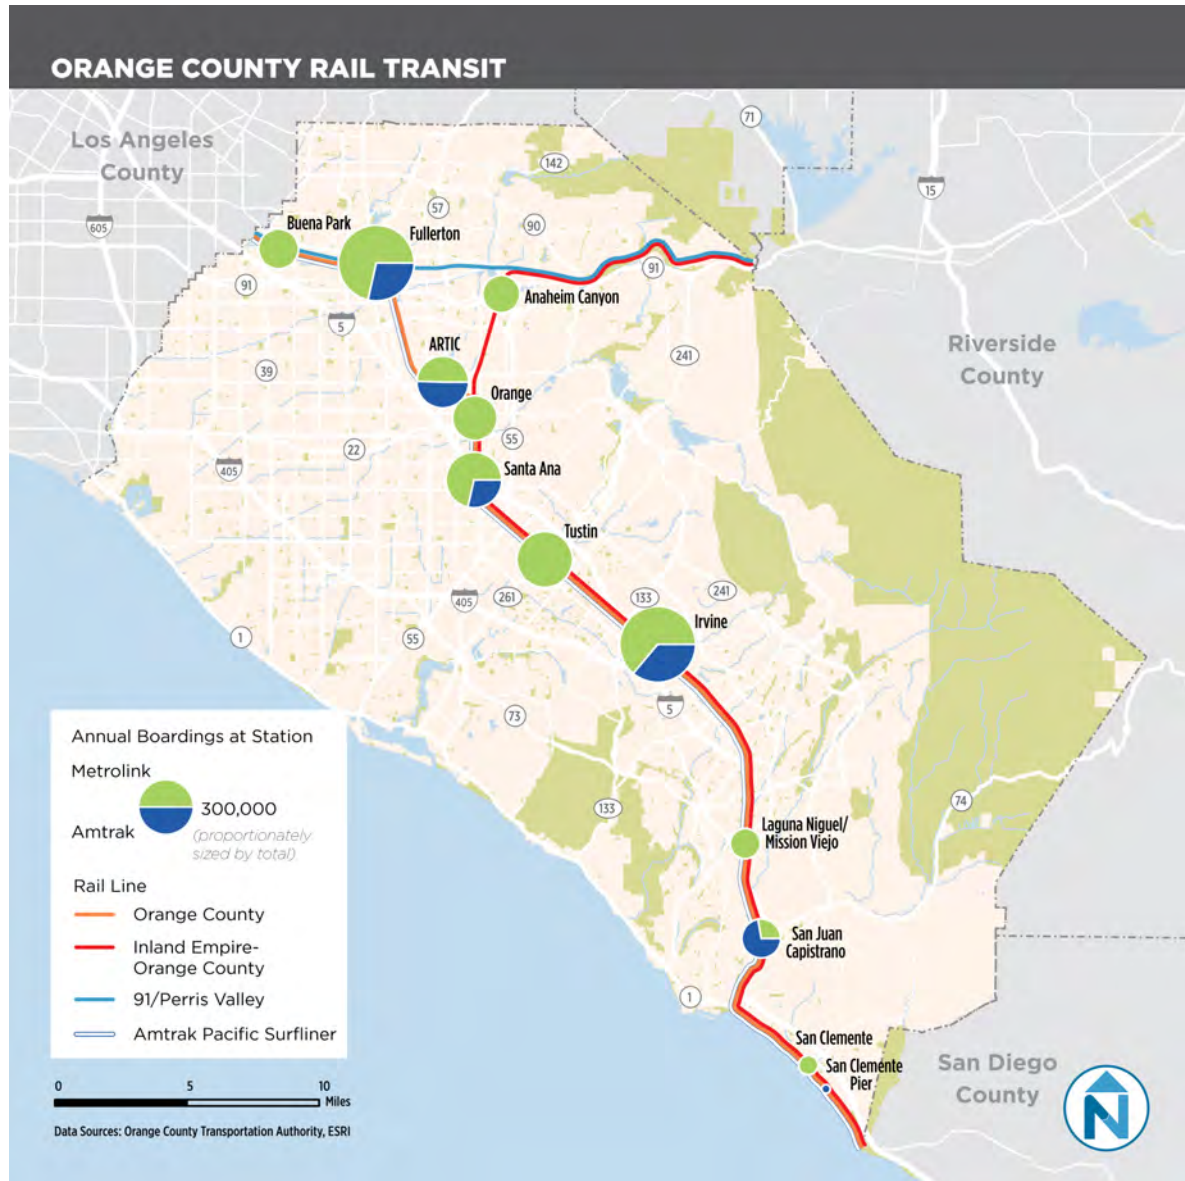 ORANGE COUNTY RAIL TRANSIT
Los Angeles
County
71
142
15
57
605
90
Buena Park
Fullerton
91
91
Anaheim Canyon
5
ARTIC
Riverside
County
241
39
Orange
55
22
405
Santa Ana
Tustin
241
405
261
133
Irvine
1
55
5
73
74
133
Laguna Niguel/
Mission Viejo
San Juan
Capistrano
1
San Clemente
San Clemente
Pier
San Diego
County
N
Annual Boardings at Station
Metrolink
300,000
Amtrak
(proportionately
sized by total)
Rail Line
Orange County
Inland Empire-
Orange County
91/Perris Valley
Amtrak Pacific Surfliner
0 5 10
Miles
Data Sources: Orange County Transportation Authority, ESRI